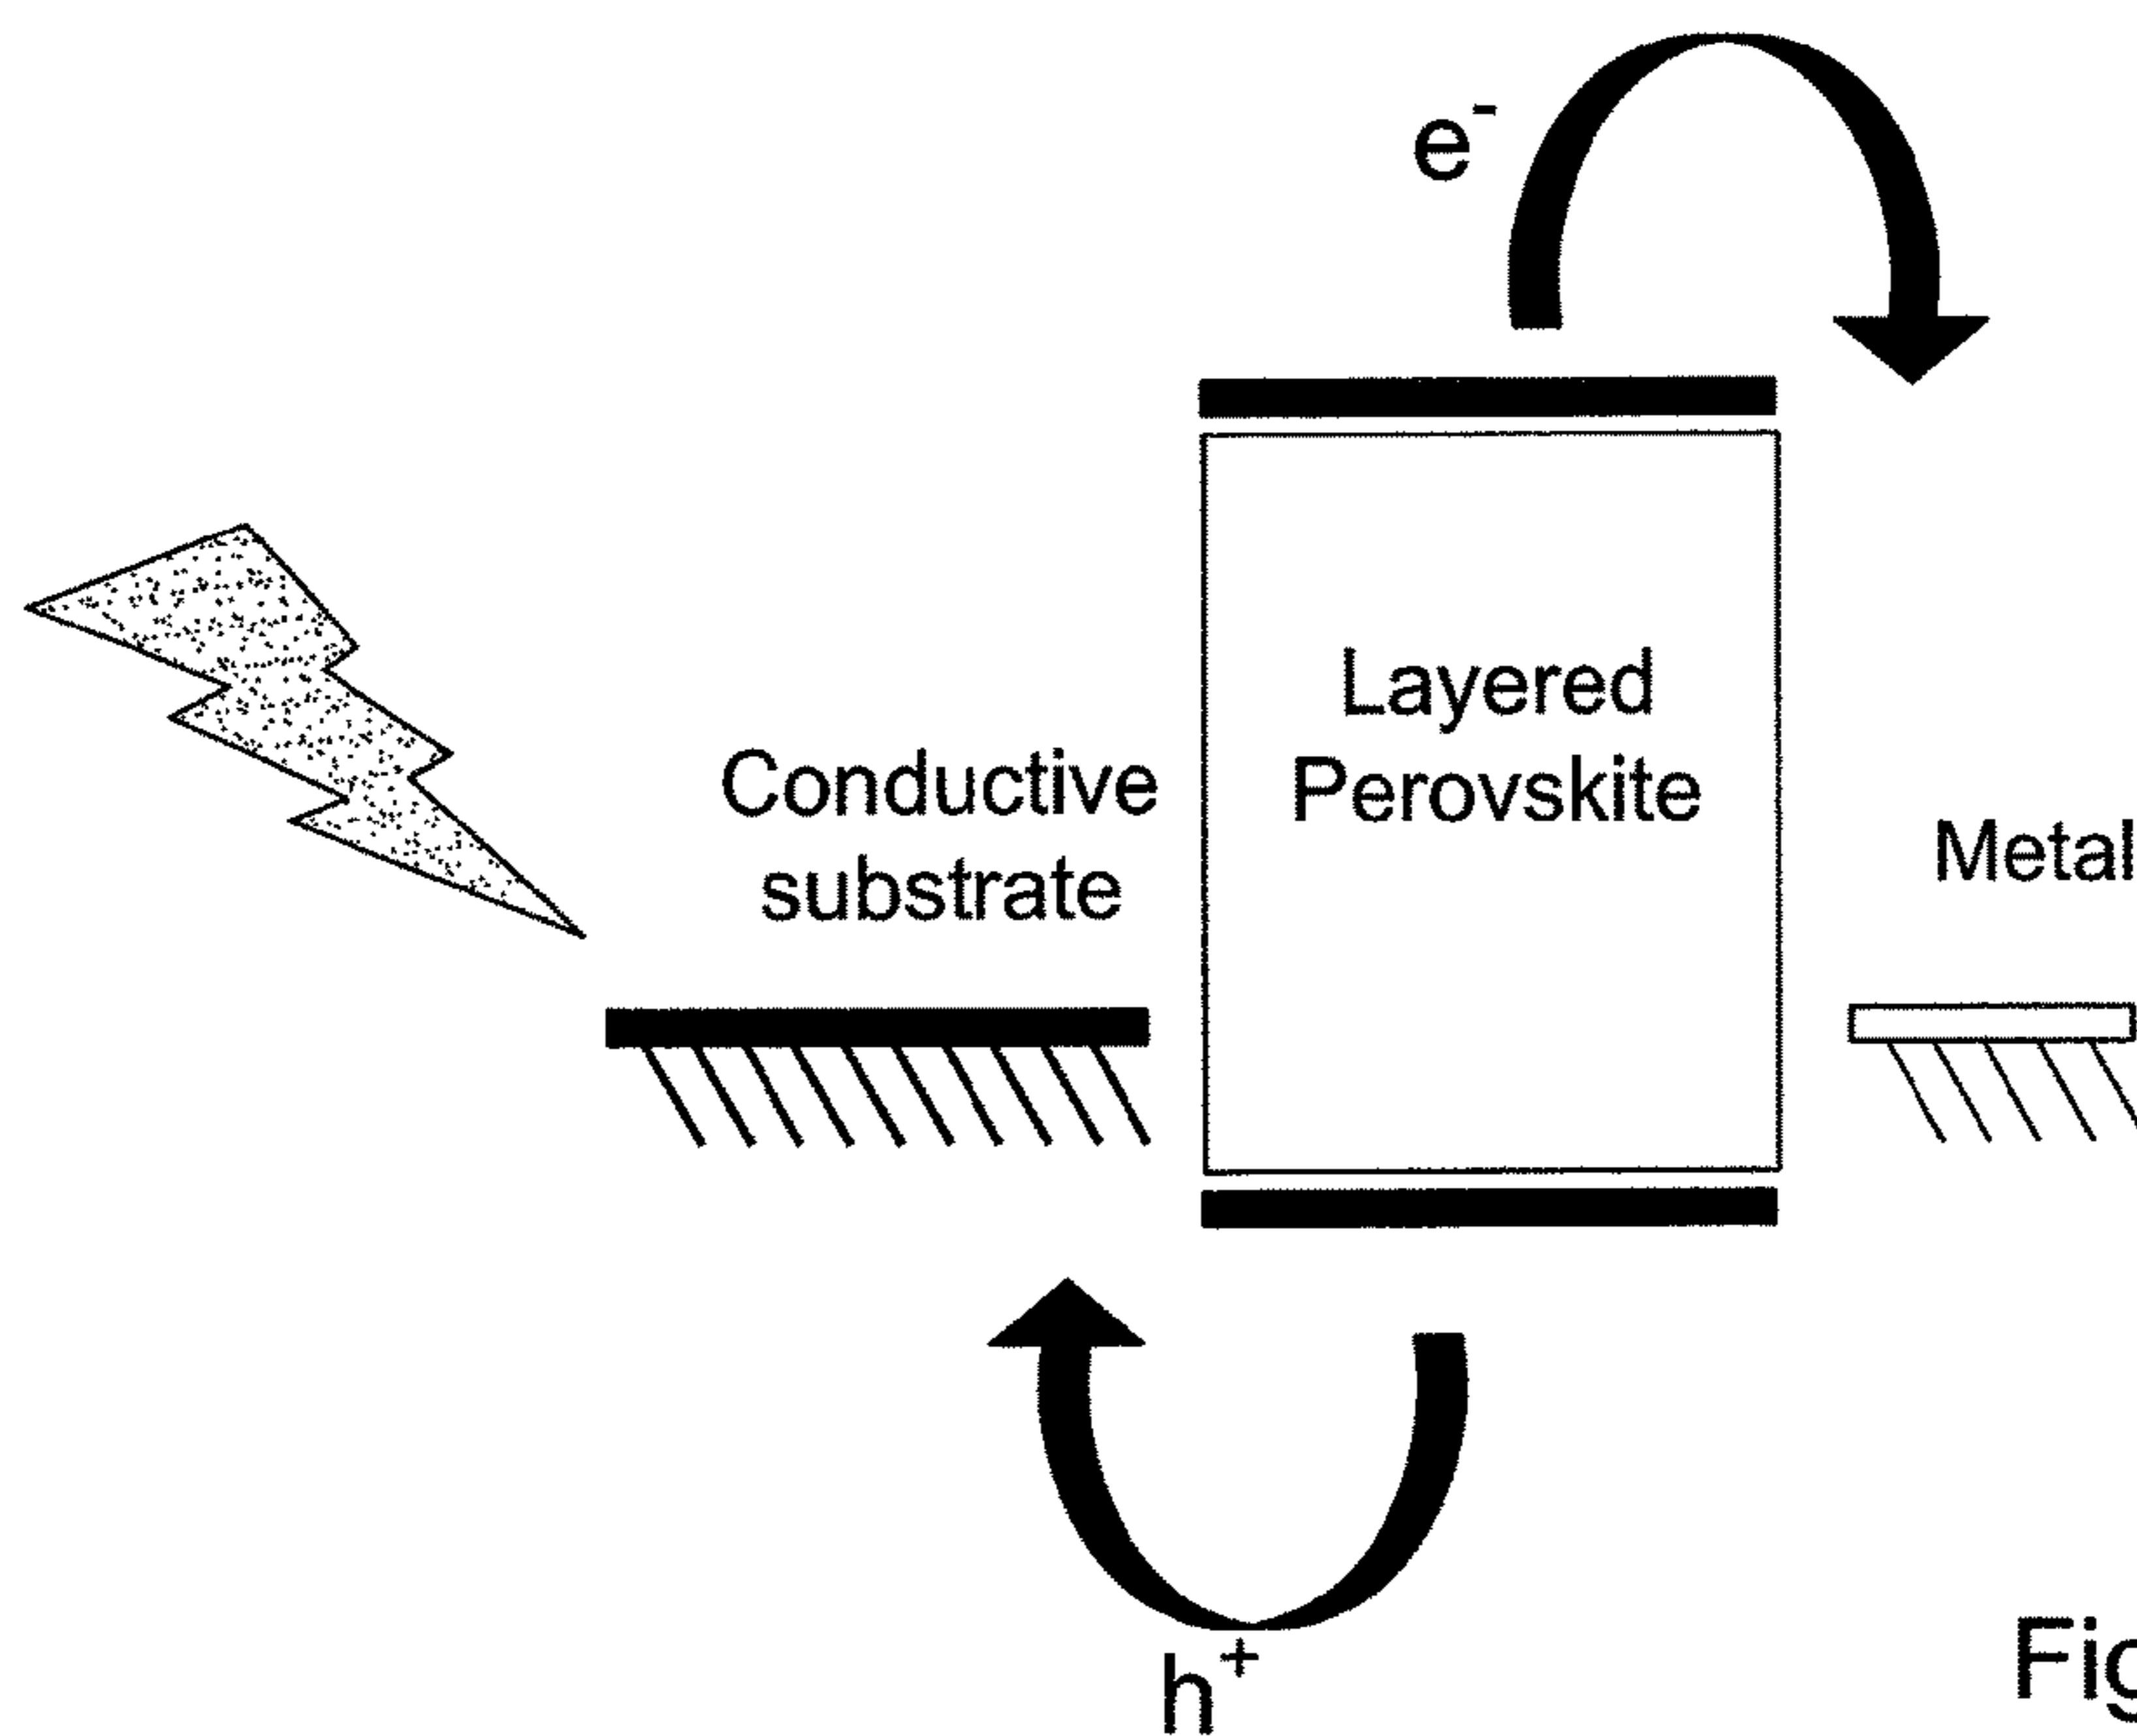 e⁻
Layered
Perovskite
Conductive
substrate
Metal
h⁺